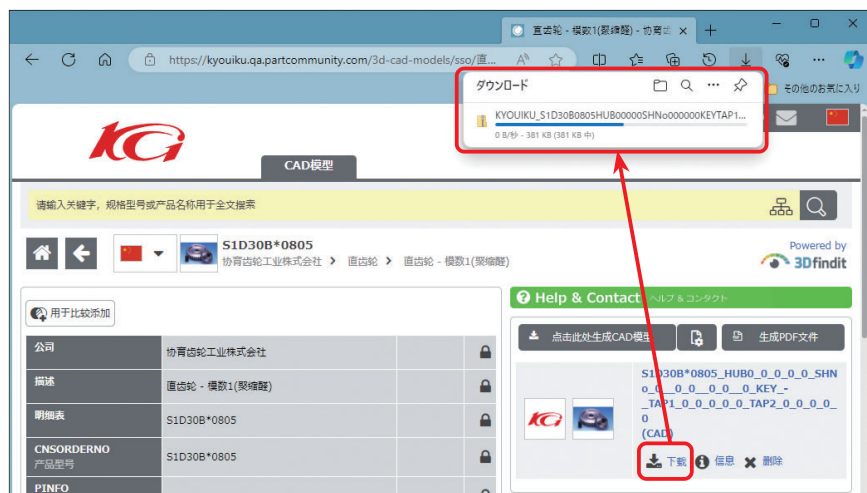 直齿轮 - 模数1(聚缩醛) - 协育齿
https://kyouiku.qa.partcommunity.com/3d-cad-models/sso/直...
その他のお気に入り
ダウンロード
KYOUIKU_S1D30B0805HUB00000SHNo000000KEYTAP1...
0 B/秒 - 381 KB (381 KB 中)
KG
CAD模型
请输入关键字，规格型号或产品名称用于全文搜索
S1D30B*0805
协育齿轮工业株式会社 > 直齿轮 > 直齿轮 - 模数1(聚缩醛)
Powered by
3Dfindit
用于比较添加
公司
协育齿轮工业株式会社
描述
直齿轮 - 模数1(聚缩醛)
明细表
S1D30B*0805
CNSORDERNO
产品型号
S1D30B*0805
PINFO
Help & Contact ヘルプ & コンタクト
点击此处生成CAD模型
生成PDF文件
KG
S1D30B*0805_HUB0_0_0_0_0_SHN
o_0__0_0__0_0__0_KEY_-
_TAP1_0_0_0_0_0_TAP2_0_0_0_0_
0
(CAD)
下载
信息
删除